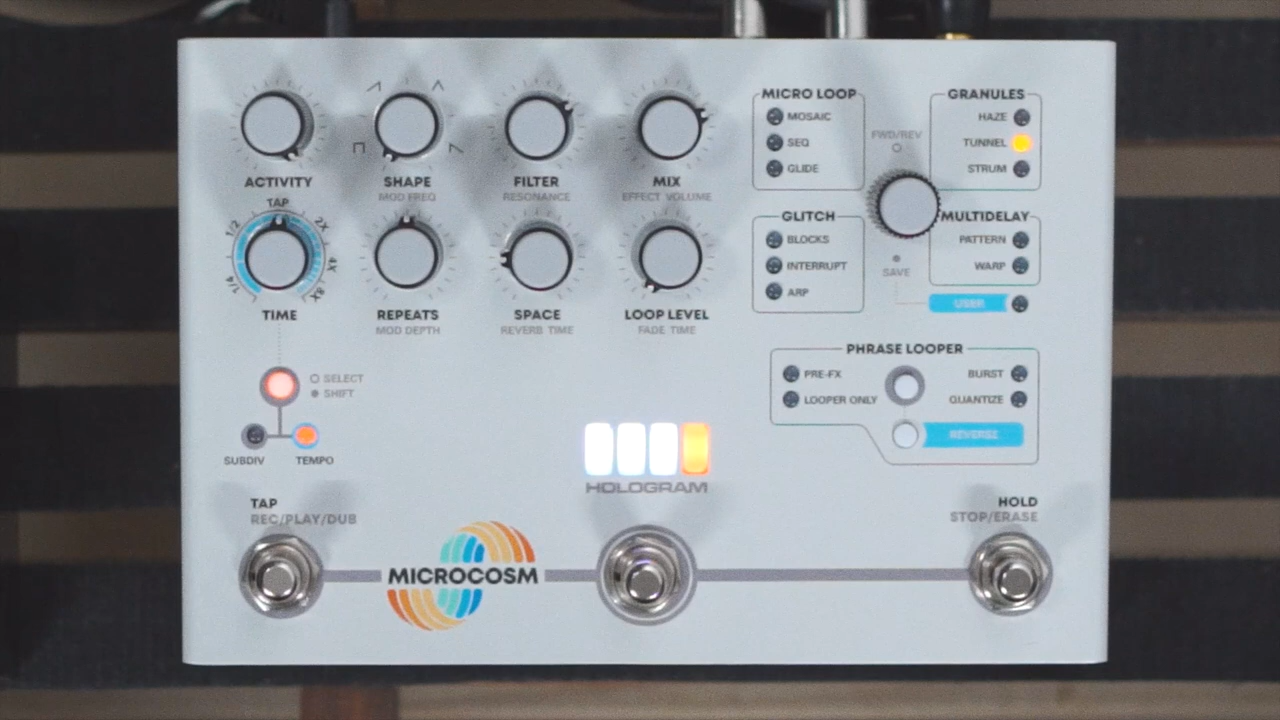 ACTIVITY
SHAPE
MOD FREQ
FILTER
RESONANCE
MIX
EFFECT VOLUME
TAP
1/2
2X
1/4
4X
8X
TIME
REPEATS
MOD DEPTH
SPACE
REVERB TIME
LOOP LEVEL
FADE TIME
MICRO LOOP
MOSAIC
SEQ
GLIDE
FWD/REV
GRANULES
HAZE
TUNNEL
STRUM
GLITCH
BLOCKS
INTERRUPT
ARP
SAVE
MULTIDELAY
PATTERN
WARP
USER
SELECT
SHIFT
SUBDIV
TEMPO
PHRASE LOOPER
PRE-FX
LOOPER ONLY
BURST
QUANTIZE
REVERSE
HOLOGRAM
TAP
REC/PLAY/DUB
MICROCOSM
HOLD
STOP/ERASE